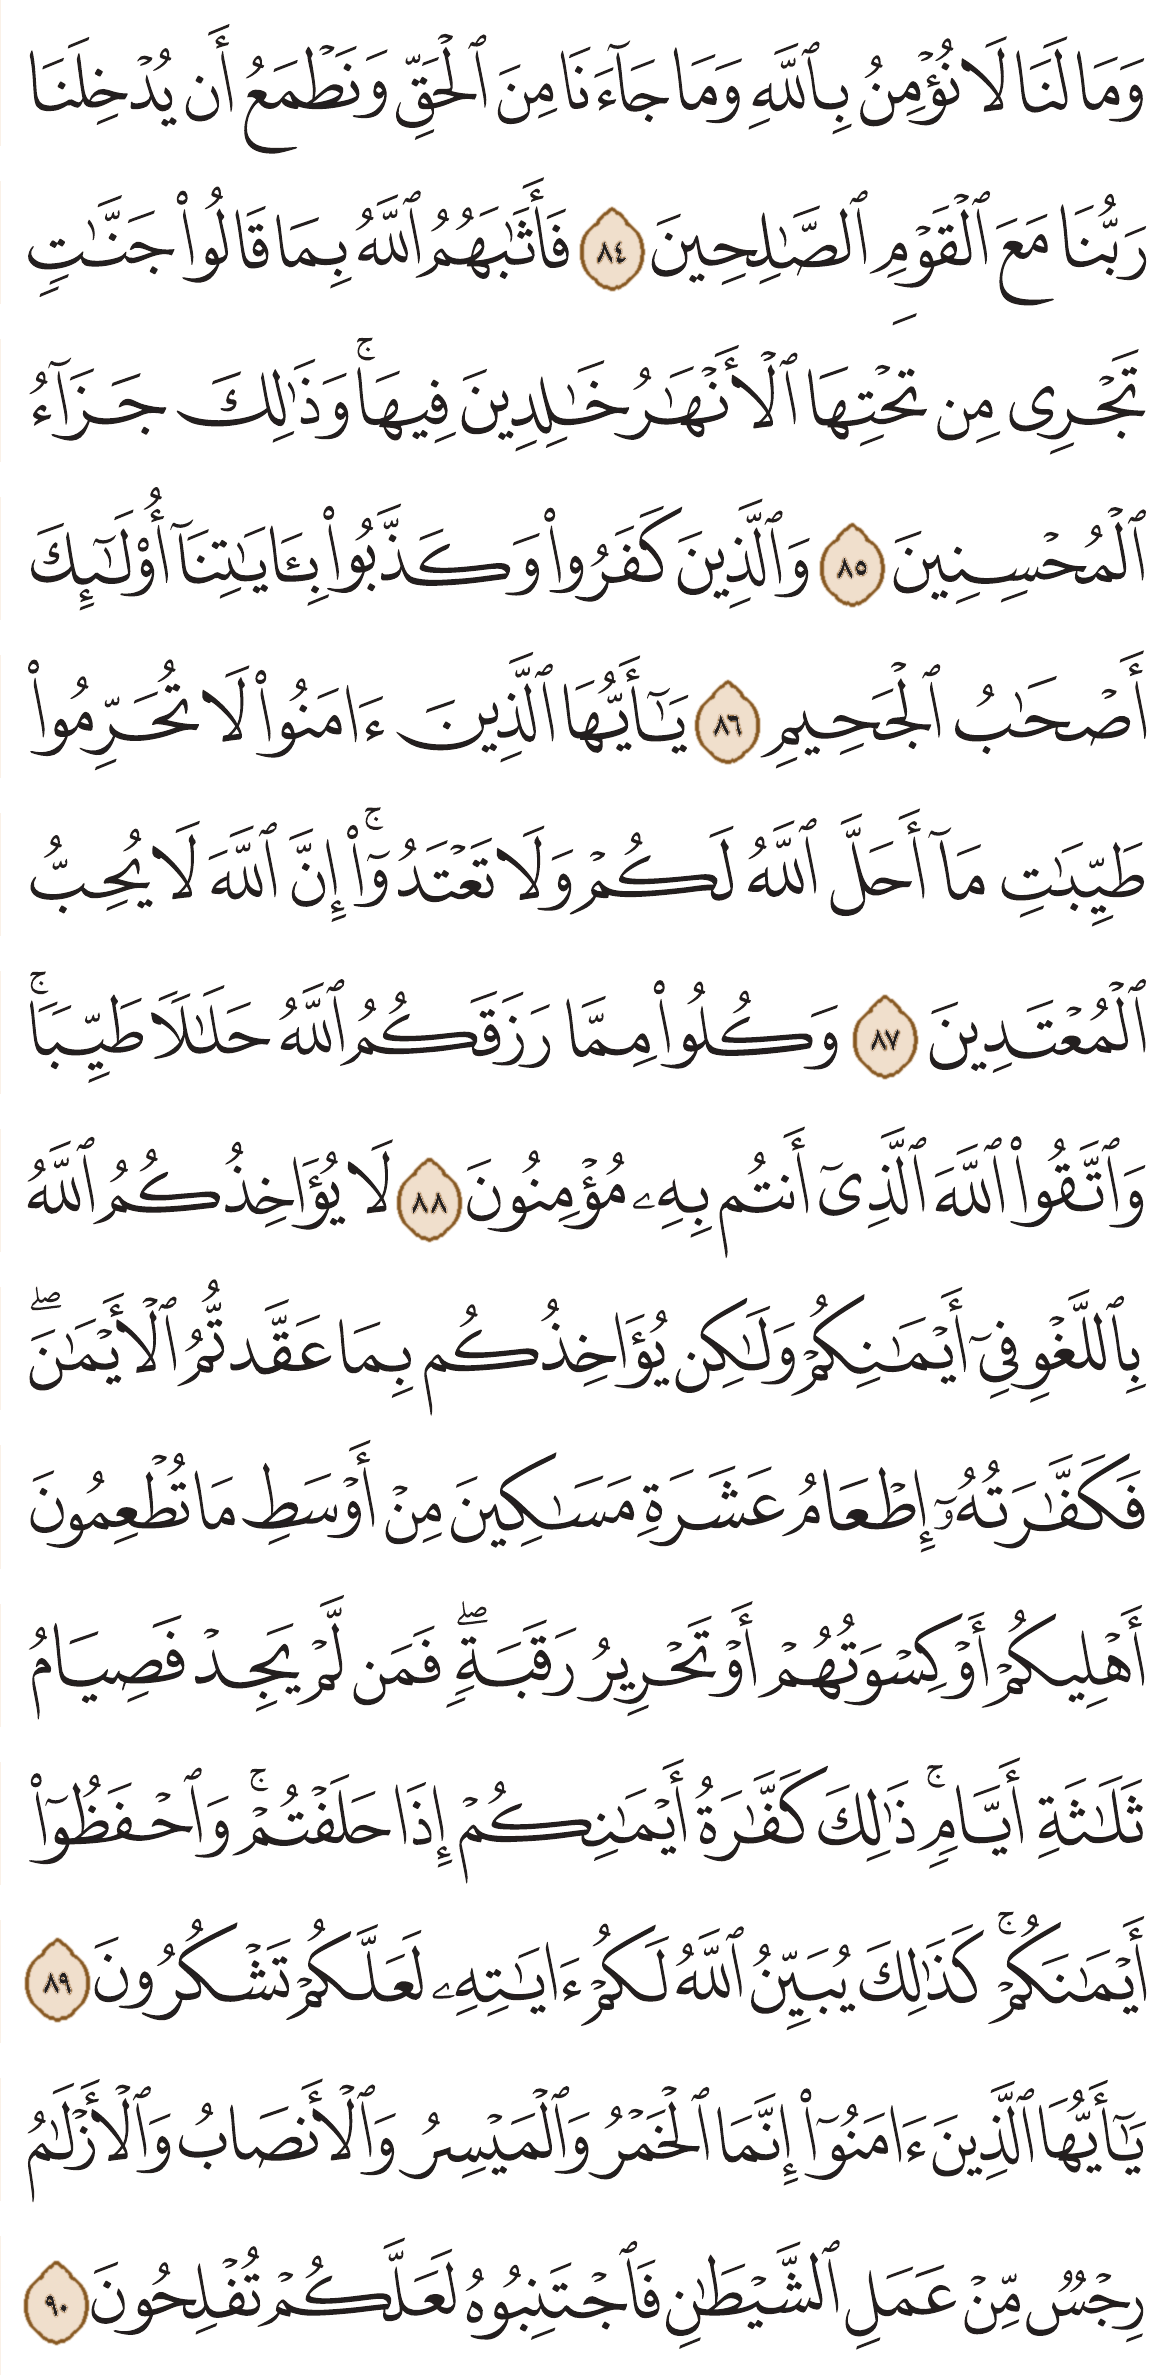 وَمَا لَنَا لَا نُؤۡمِنُ بِٱللَّهِ وَمَا جَآءَنَا مِنَ ٱلۡحَقِّ وَنَطۡمَعُ أَن يُدۡخِلَنَا
رَبُّنَا مَعَ ٱلۡقَوۡمِ ٱلصَّٰلِحِينَ ٨٤ فَأَثَٰبَهُمُ ٱللَّهُ بِمَا قَالُواْ جَنَّٰتٖ
تَجۡرِي مِن تَحۡتِهَا ٱلۡأَنۡهَٰرُ خَٰلِدِينَ فِيهَاۚ وَذَٰلِكَ جَزَآءُ
ٱلۡمُحۡسِنِينَ ٨٥ وَٱلَّذِينَ كَفَرُواْ وَكَذَّبُواْ بِـَٔايَٰتِنَآ أُوْلَٰٓئِكَ
أَصۡحَٰبُ ٱلۡجَحِيمِ ٨٦ يَٰٓأَيُّهَا ٱلَّذِينَ ءَامَنُواْ لَا تُحَرِّمُواْ
طَيِّبَٰتِ مَآ أَحَلَّ ٱللَّهُ لَكُمۡ وَلَا تَعۡتَدُوٓاْۚ إِنَّ ٱللَّهَ لَا يُحِبُّ
ٱلۡمُعۡتَدِينَ ٨٧ وَكُلُواْ مِمَّا رَزَقَكُمُ ٱللَّهُ حَلَٰلٗا طَيِّبٗاۚ
وَٱتَّقُواْ ٱللَّهَ ٱلَّذِيٓ أَنتُم بِهِۦ مُؤۡمِنُونَ ٨٨ لَا يُؤَاخِذُكُمُ ٱللَّهُ
بِٱللَّغۡوِ فِيٓ أَيۡمَٰنِكُمۡ وَلَٰكِن يُؤَاخِذُكُم بِمَا عَقَّدتُّمُ ٱلۡأَيۡمَٰنَۖ
فَكَفَّٰرَتُهُۥٓ إِطۡعَامُ عَشَرَةِ مَسَٰكِينَ مِنۡ أَوۡسَطِ مَا تُطۡعِمُونَ
أَهۡلِيكُمۡ أَوۡ كِسۡوَتُهُمۡ أَوۡ تَحۡرِيرُ رَقَبَةٖۖ فَمَن لَّمۡ يَجِدۡ فَصِيَامُ
ثَلَٰثَةِ أَيَّامٖۚ ذَٰلِكَ كَفَّٰرَةُ أَيۡمَٰنِكُمۡ إِذَا حَلَفۡتُمۡۚ وَٱحۡفَظُوٓاْ
أَيۡمَٰنَكُمۡۚ كَذَٰلِكَ يُبَيِّنُ ٱللَّهُ لَكُمۡ ءَايَٰتِهِۦ لَعَلَّكُمۡ تَشۡكُرُونَ ٨٩
يَٰٓأَيُّهَا ٱلَّذِينَ ءَامَنُوٓاْ إِنَّمَا ٱلۡخَمۡرُ وَٱلۡمَيۡسِرُ وَٱلۡأَنصَابُ وَٱلۡأَزۡلَٰمُ
رِجۡسٞ مِّنۡ عَمَلِ ٱلشَّيۡطَٰنِ فَٱجۡتَنِبُوهُ لَعَلَّكُمۡ تُفۡلِحُونَ ٩٠